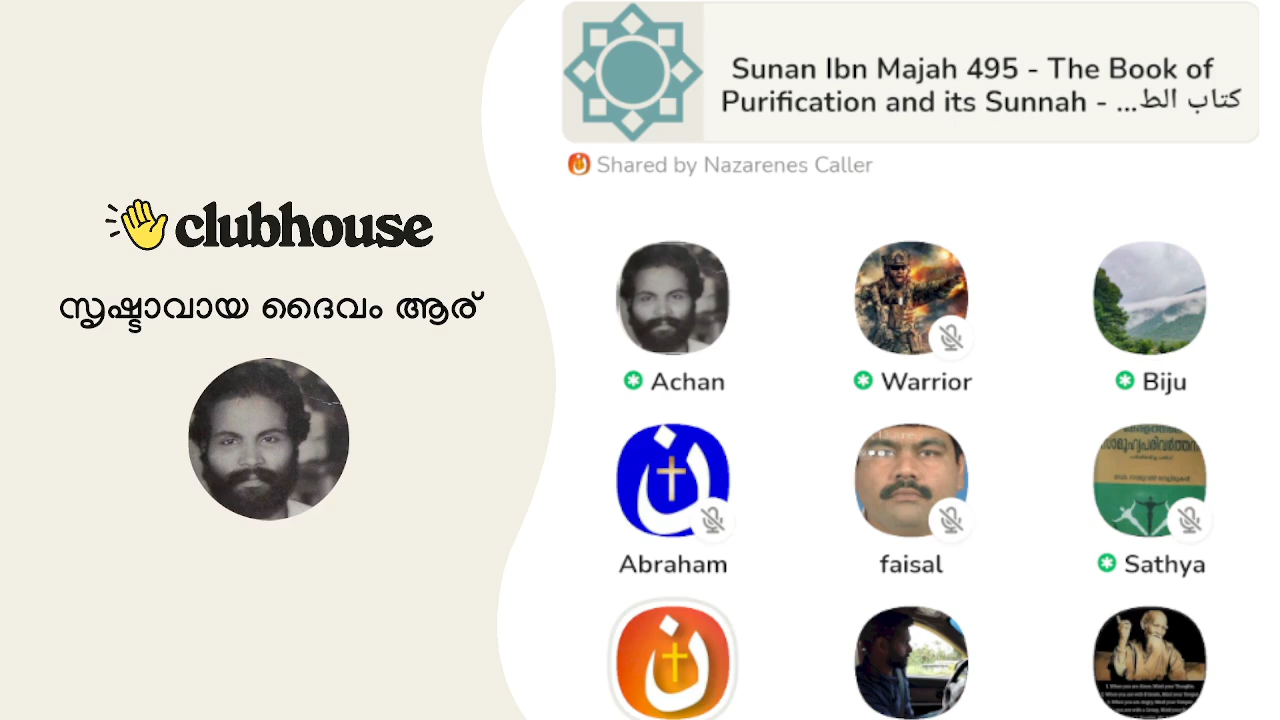 clubhouse
സൃഷ്ടാവായ ദൈവം ആര്
Sunan Ibn Majah 495 - The Book of
Purification and its Sunnah - ...كتاب الط
Shared by Nazarenes Caller
Achan
Warrior
Biju
Abraham
faisal
Sathya